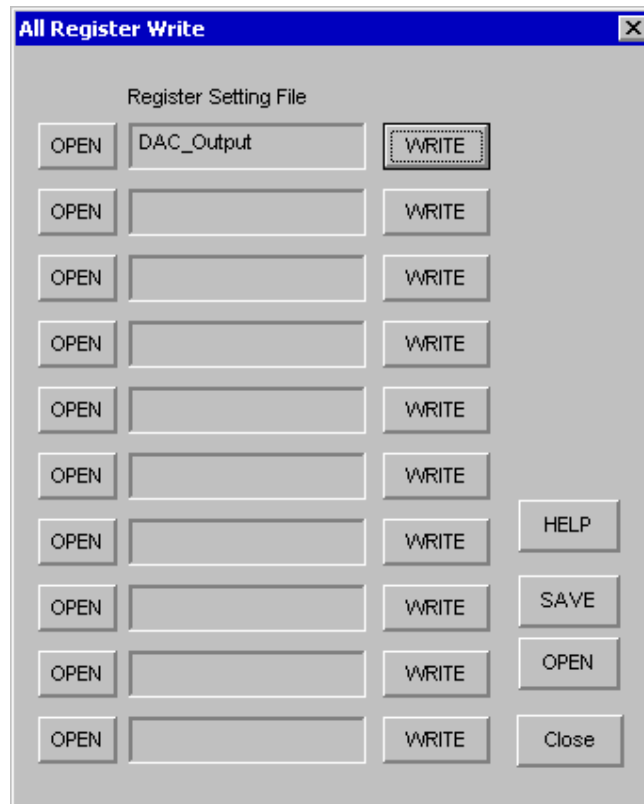 All Register Write
Register Setting File
OPEN DAC_Output WRITE
OPEN WRITE
OPEN WRITE
OPEN WRITE
OPEN WRITE
OPEN WRITE
OPEN WRITE HELP
OPEN WRITE SAVE
OPEN WRITE OPEN
OPEN WRITE Close